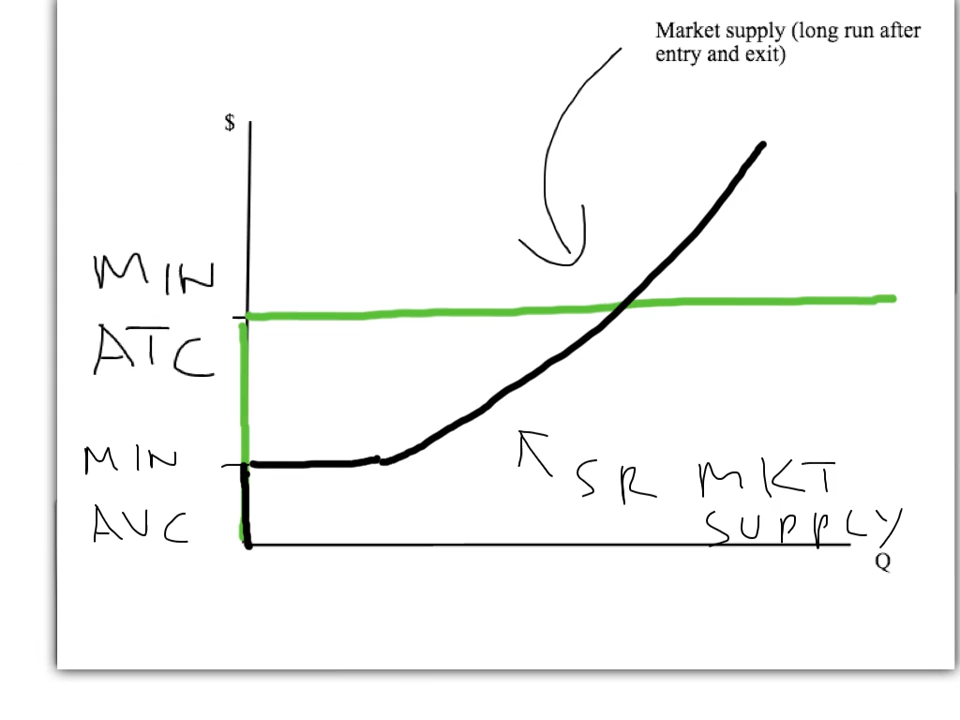 Market supply (long run after
entry and exit)
$
MIN
ATC
MIN
AVC
SR MKT
SUPPLY
Q